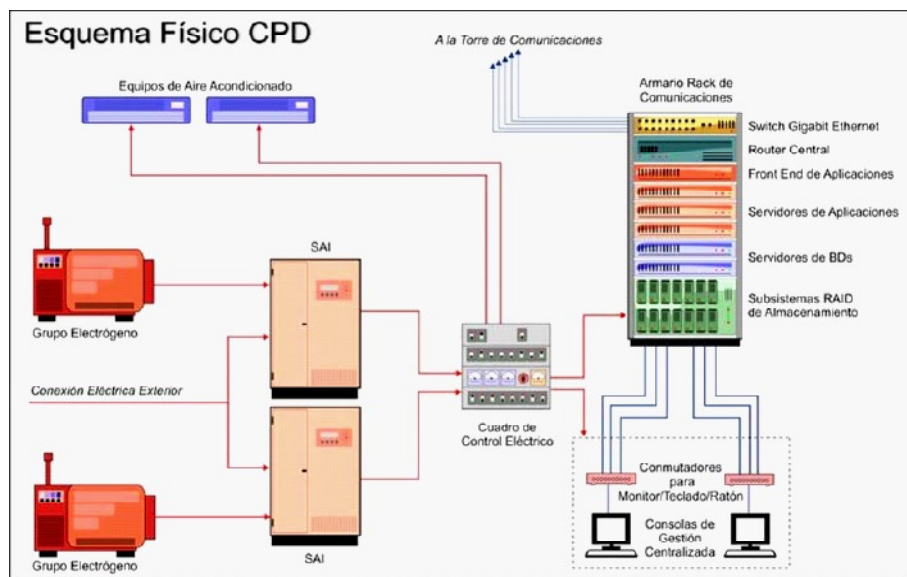 Esquema Físico CPD
A la Torre de Comunicaciones
Equipos de Aire Acondicionado
Armario Rack de
Comunicaciones
Switch Gigabit Ethernet
Router Central
Front End de Aplicaciones
Servidores de Aplicaciones
Servidores de BDs
Subsistemas RAID
de Almacenamiento
SAI
Grupo Electrógeno
Conexión Eléctrica Exterior
Cuadro de
Control Eléctrico
Conmutadores
para
Monitor/Teclado/Ratón
Consolas de
Gestión
Centralizada
SAI
Grupo Electrógeno